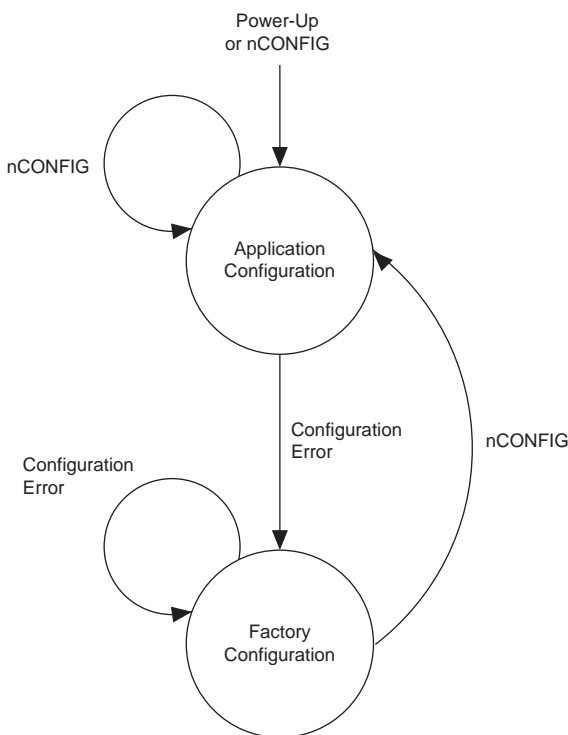 Power-Up
or nCONFIG
nCONFIG
Application
Configuration
Configuration
Error
nCONFIG
Configuration
Error
Factory
Configuration